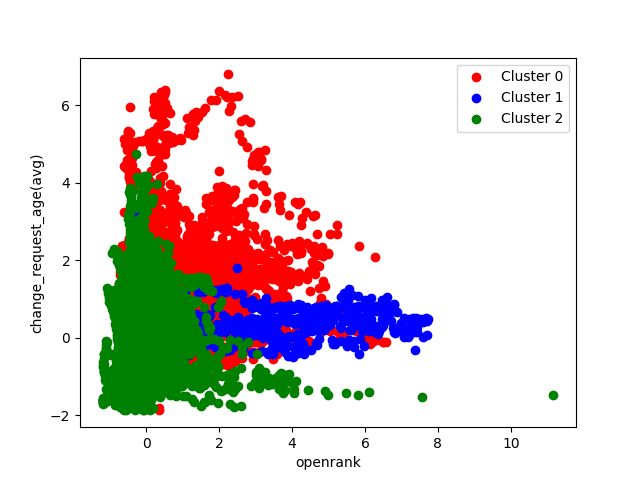 Cluster 0
Cluster 1
Cluster 2
6
4
2
0
−2
change_request_age(avg)
0 2 4 6 8 10
openrank